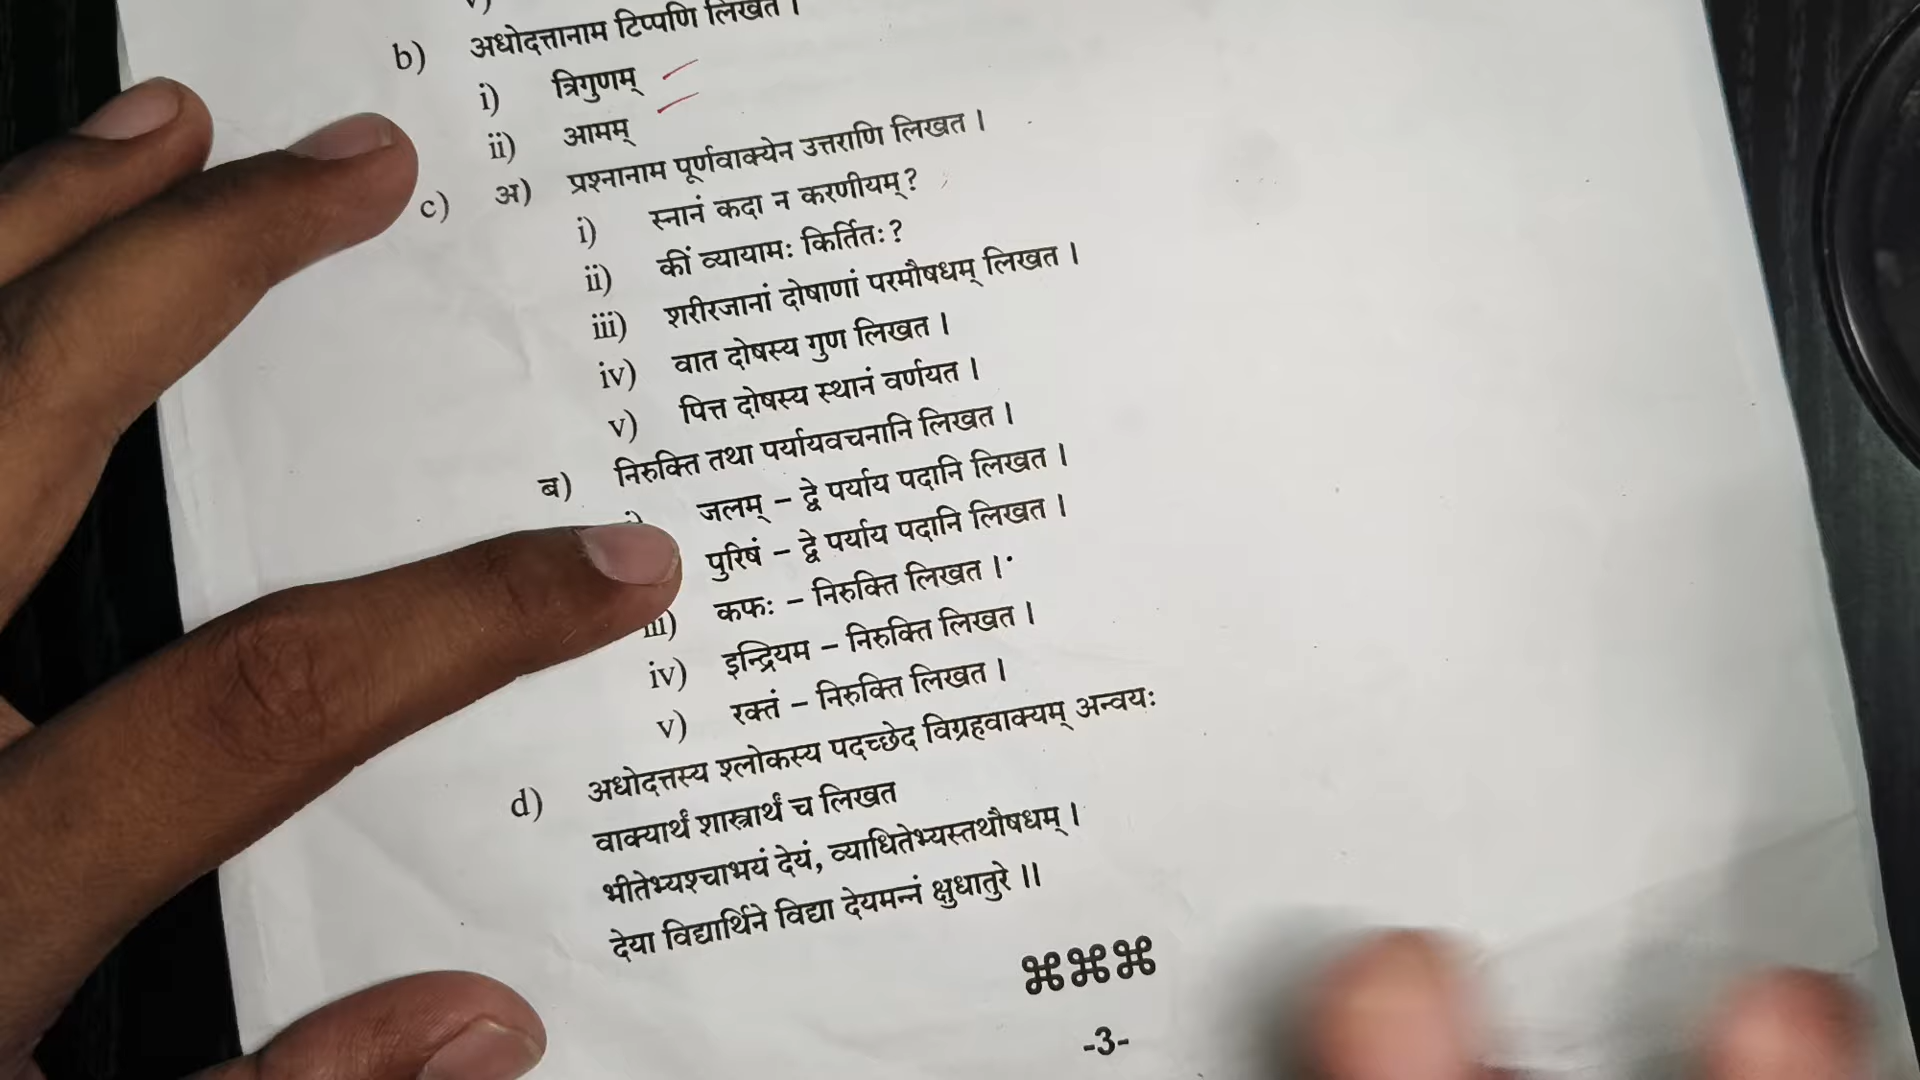 b) अधोदत्तानाम टिप्पणि लिखत ।
i) त्रिगुणम्
ii) आमम्
c) अ) प्रश्नानाम पूर्णवाक्येन उत्तराणि लिखत ।
i) स्नानं कदा न करणीयम्?
ii) कीं व्यायामः किर्तितः?
iii) शरीरजानां दोषाणां परमौषधम् लिखत ।
iv) वात दोषस्य गुण लिखत ।
v) पित्त दोषस्य स्थानं वर्णयत ।
ब) निरुक्ति तथा पर्यायवचनानि लिखत ।
जलम् – द्वे पर्याय पदानि लिखत ।
पुरिषं – द्वे पर्याय पदानि लिखत ।
iii) कफः – निरुक्ति लिखत ।
iv) इन्द्रियम – निरुक्ति लिखत ।
v) रक्तं – निरुक्ति लिखत ।
d) अधोदत्तस्य श्लोकस्य पदच्छेद विग्रहवाक्यम् अन्वयः
वाक्यार्थं शास्त्रार्थं च लिखत
भीतेभ्यश्चाभयं देयं, व्याधितेभ्यस्तथौषधम् ।
देया विद्यार्थिने विद्या देयमन्नं क्षुधातुरे ।।
⌘⌘⌘
-3-